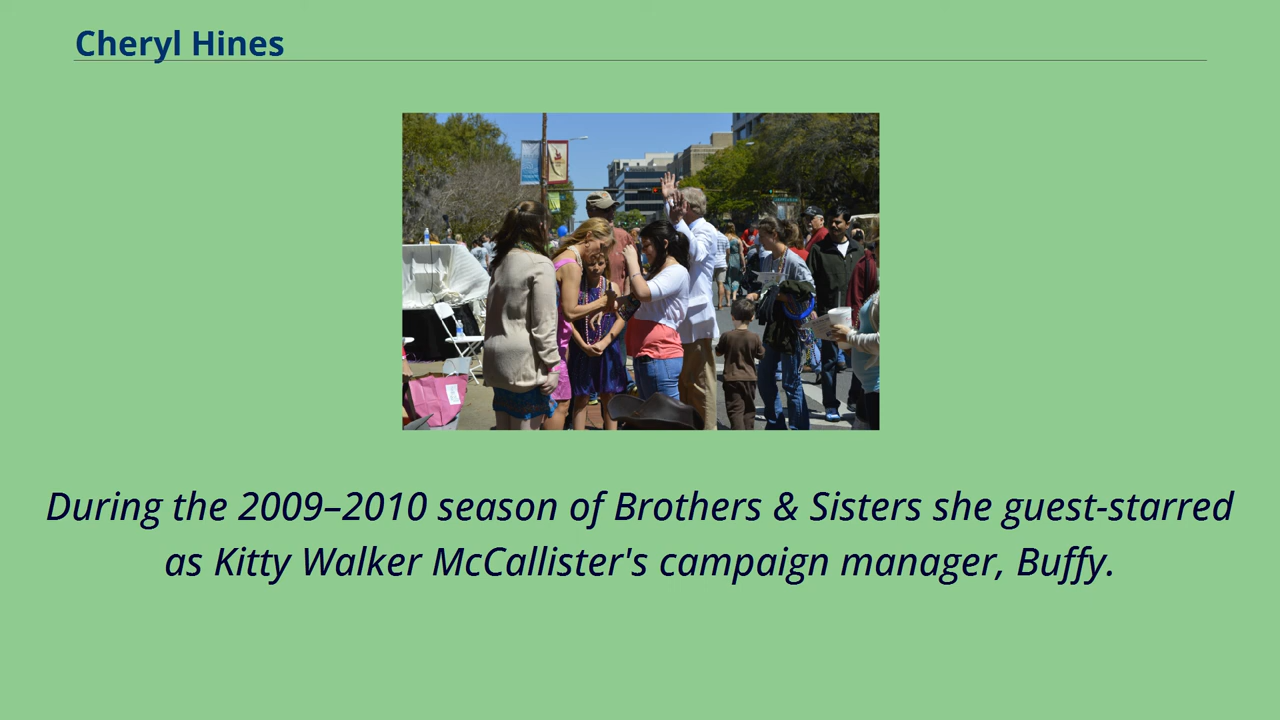 Cheryl Hines
During the 2009–2010 season of Brothers & Sisters she guest-starred
as Kitty Walker McCallister's campaign manager, Buffy.